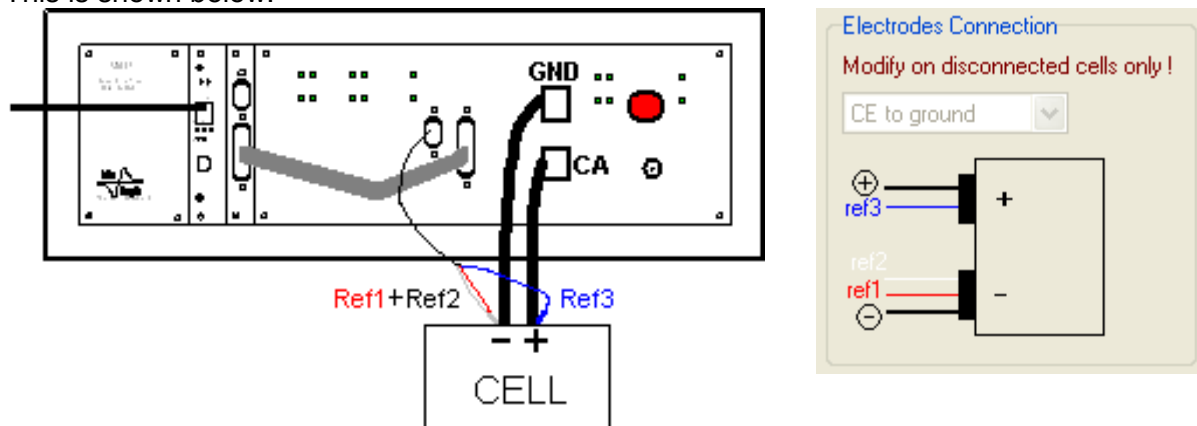 This is shown below:
GND
CA
Ref1+Ref2
Ref3
- +
CELL
Electrodes Connection
Modify on disconnected cells only !
CE to ground
+
ref3
+
ref2
ref1
-
-